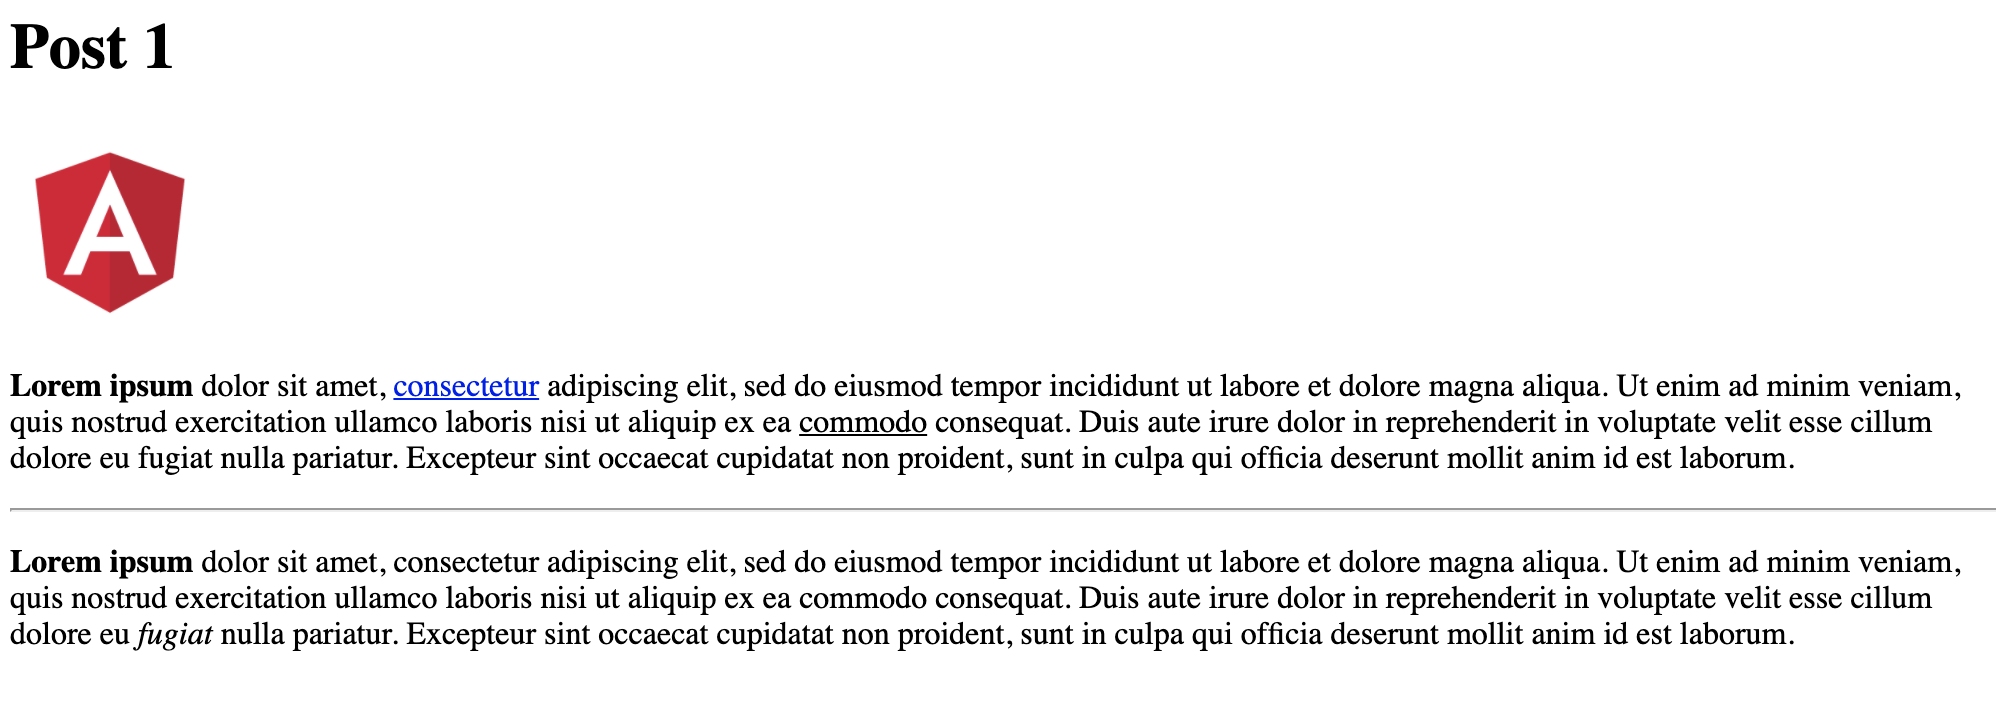 Post 1
A
Lorem ipsum dolor sit amet, consectetur adipiscing elit, sed do eiusmod tempor incididunt ut labore et dolore magna aliqua. Ut enim ad minim veniam,
quis nostrud exercitation ullamco laboris nisi ut aliquip ex ea commodo consequat. Duis aute irure dolor in reprehenderit in voluptate velit esse cillum
dolore eu fugiat nulla pariatur. Excepteur sint occaecat cupidatat non proident, sunt in culpa qui officia deserunt mollit anim id est laborum.
Lorem ipsum dolor sit amet, consectetur adipiscing elit, sed do eiusmod tempor incididunt ut labore et dolore magna aliqua. Ut enim ad minim veniam,
quis nostrud exercitation ullamco laboris nisi ut aliquip ex ea commodo consequat. Duis aute irure dolor in reprehenderit in voluptate velit esse cillum
dolore eu fugiat nulla pariatur. Excepteur sint occaecat cupidatat non proident, sunt in culpa qui officia deserunt mollit anim id est laborum.